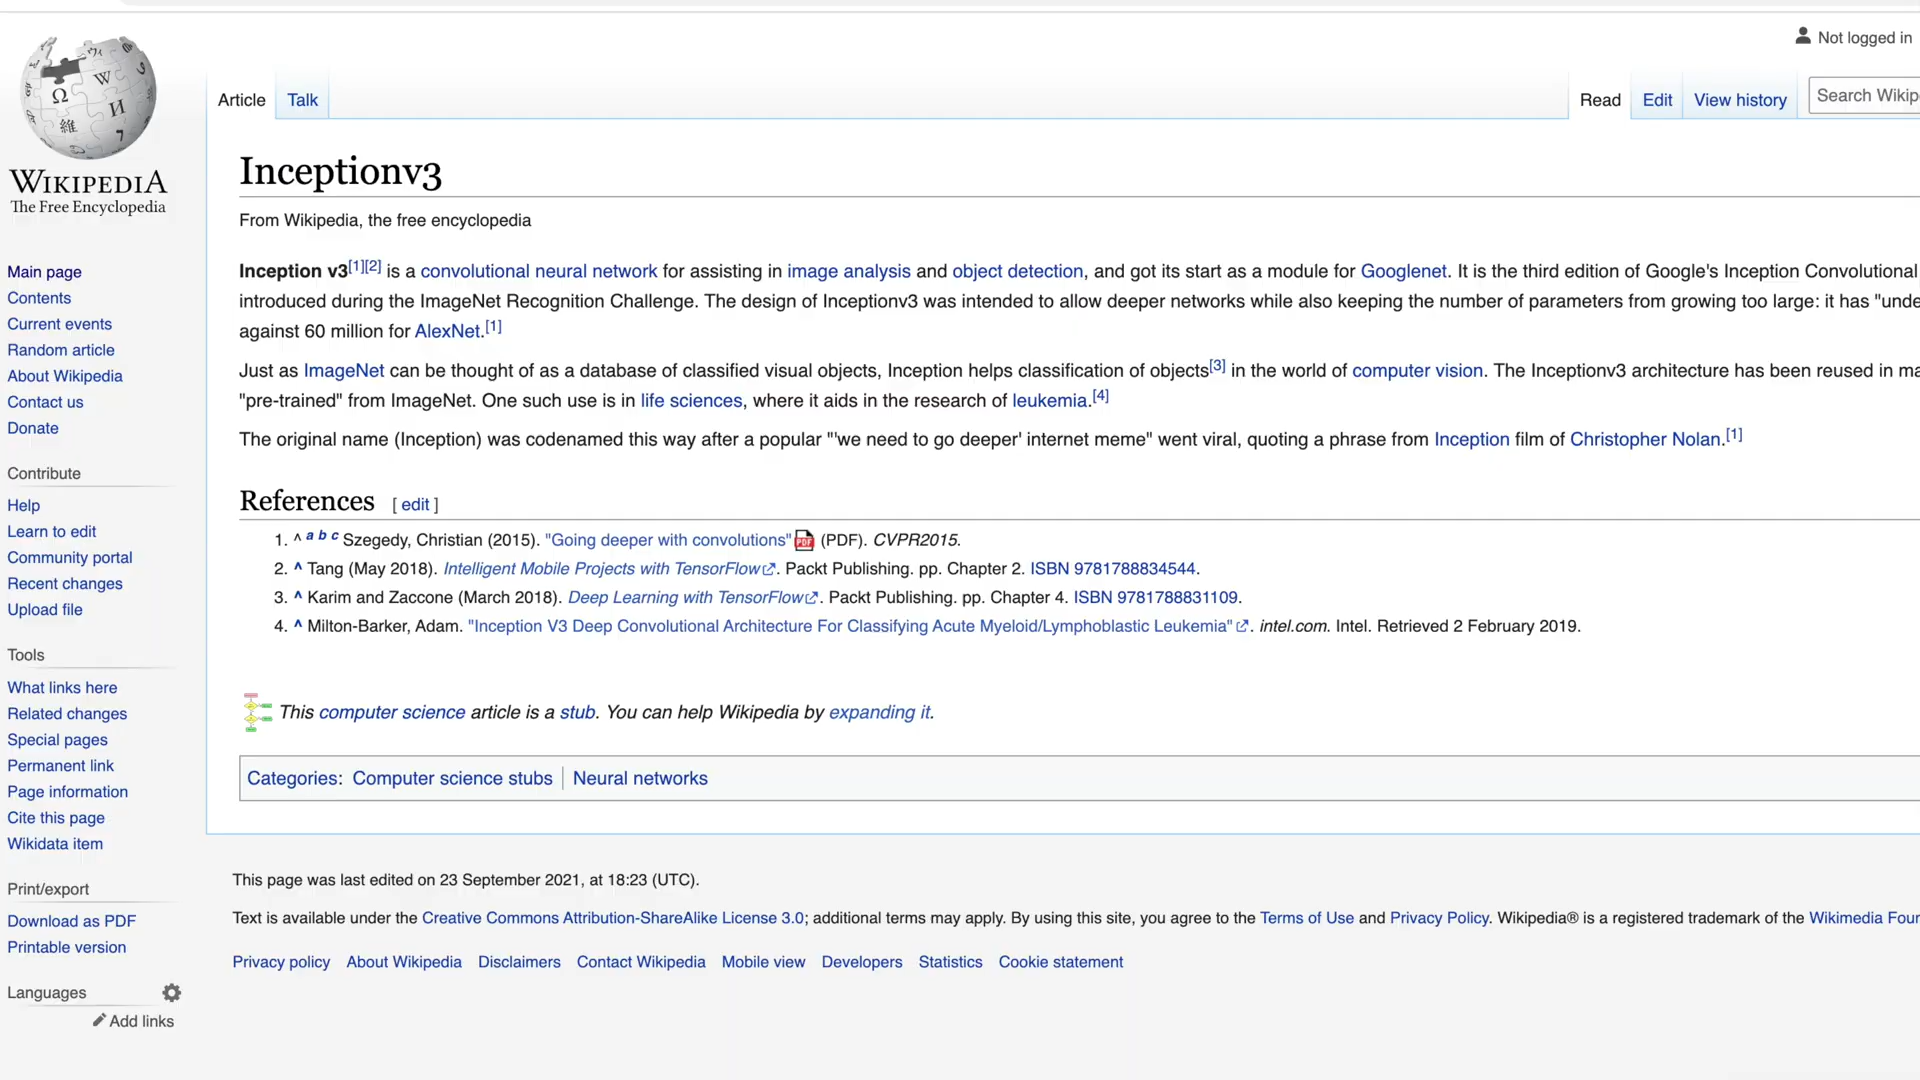 Not logged in
Article Talk Read Edit View history Search Wikip
WIKIPEDIA
The Free Encyclopedia
Main page
Contents
Current events
Random article
About Wikipedia
Contact us
Donate
Contribute
Help
Learn to edit
Community portal
Recent changes
Upload file
Tools
What links here
Related changes
Special pages
Permanent link
Page information
Cite this page
Wikidata item
Print/export
Download as PDF
Printable version
Languages
Add links
Inceptionv3
From Wikipedia, the free encyclopedia
Inception v3[1][2] is a convolutional neural network for assisting in image analysis and object detection, and got its start as a module for Googlenet. It is the third edition of Google's Inception Convolutional
introduced during the ImageNet Recognition Challenge. The design of Inceptionv3 was intended to allow deeper networks while also keeping the number of parameters from growing too large: it has "unde
against 60 million for AlexNet.[1]
Just as ImageNet can be thought of as a database of classified visual objects, Inception helps classification of objects[3] in the world of computer vision. The Inceptionv3 architecture has been reused in ma
"pre-trained" from ImageNet. One such use is in life sciences, where it aids in the research of leukemia.[4]
The original name (Inception) was codenamed this way after a popular "'we need to go deeper' internet meme" went viral, quoting a phrase from Inception film of Christopher Nolan.[1]
References [ edit ]
1. ^ a b c Szegedy, Christian (2015). "Going deeper with convolutions" (PDF). CVPR2015.
2. ^ Tang (May 2018). Intelligent Mobile Projects with TensorFlow. Packt Publishing. pp. Chapter 2. ISBN 9781788834544.
3. ^ Karim and Zaccone (March 2018). Deep Learning with TensorFlow. Packt Publishing. pp. Chapter 4. ISBN 9781788831109.
4. ^ Milton-Barker, Adam. "Inception V3 Deep Convolutional Architecture For Classifying Acute Myeloid/Lymphoblastic Leukemia". intel.com. Intel. Retrieved 2 February 2019.
This computer science article is a stub. You can help Wikipedia by expanding it.
Categories: Computer science stubs | Neural networks
This page was last edited on 23 September 2021, at 18:23 (UTC).
Text is available under the Creative Commons Attribution-ShareAlike License 3.0; additional terms may apply. By using this site, you agree to the Terms of Use and Privacy Policy. Wikipedia® is a registered trademark of the Wikimedia Four
Privacy policy About Wikipedia Disclaimers Contact Wikipedia Mobile view Developers Statistics Cookie statement